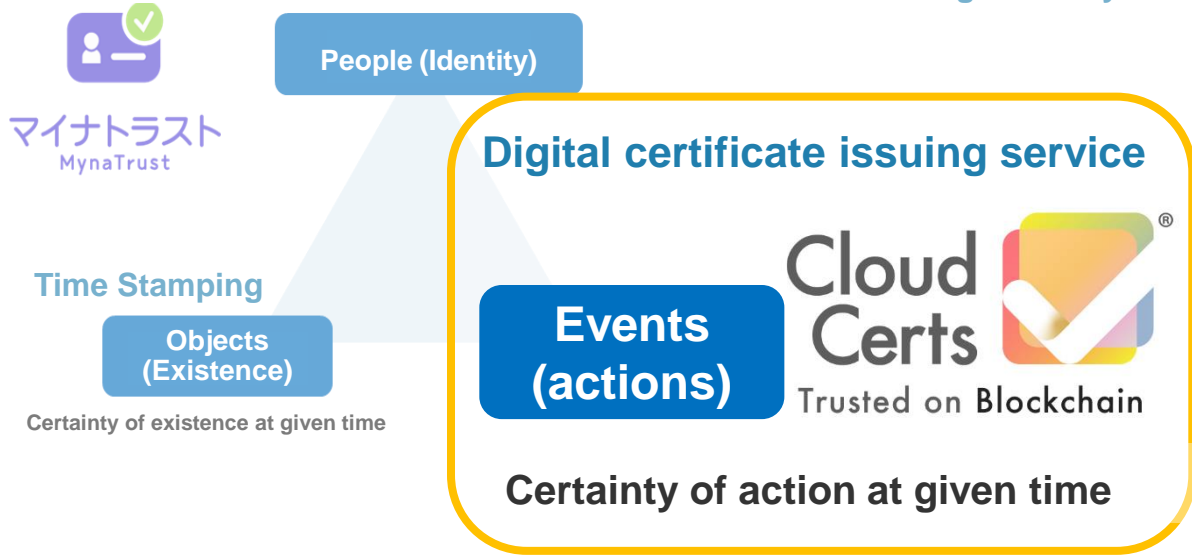 People (Identity)
マイナトラスト
MynaTrust
Digital certificate issuing service
Cloud
Certs
®
Trusted on Blockchain
Time Stamping
Objects
(Existence)
Certainty of existence at given time
Events
(actions)
Certainty of action at given time